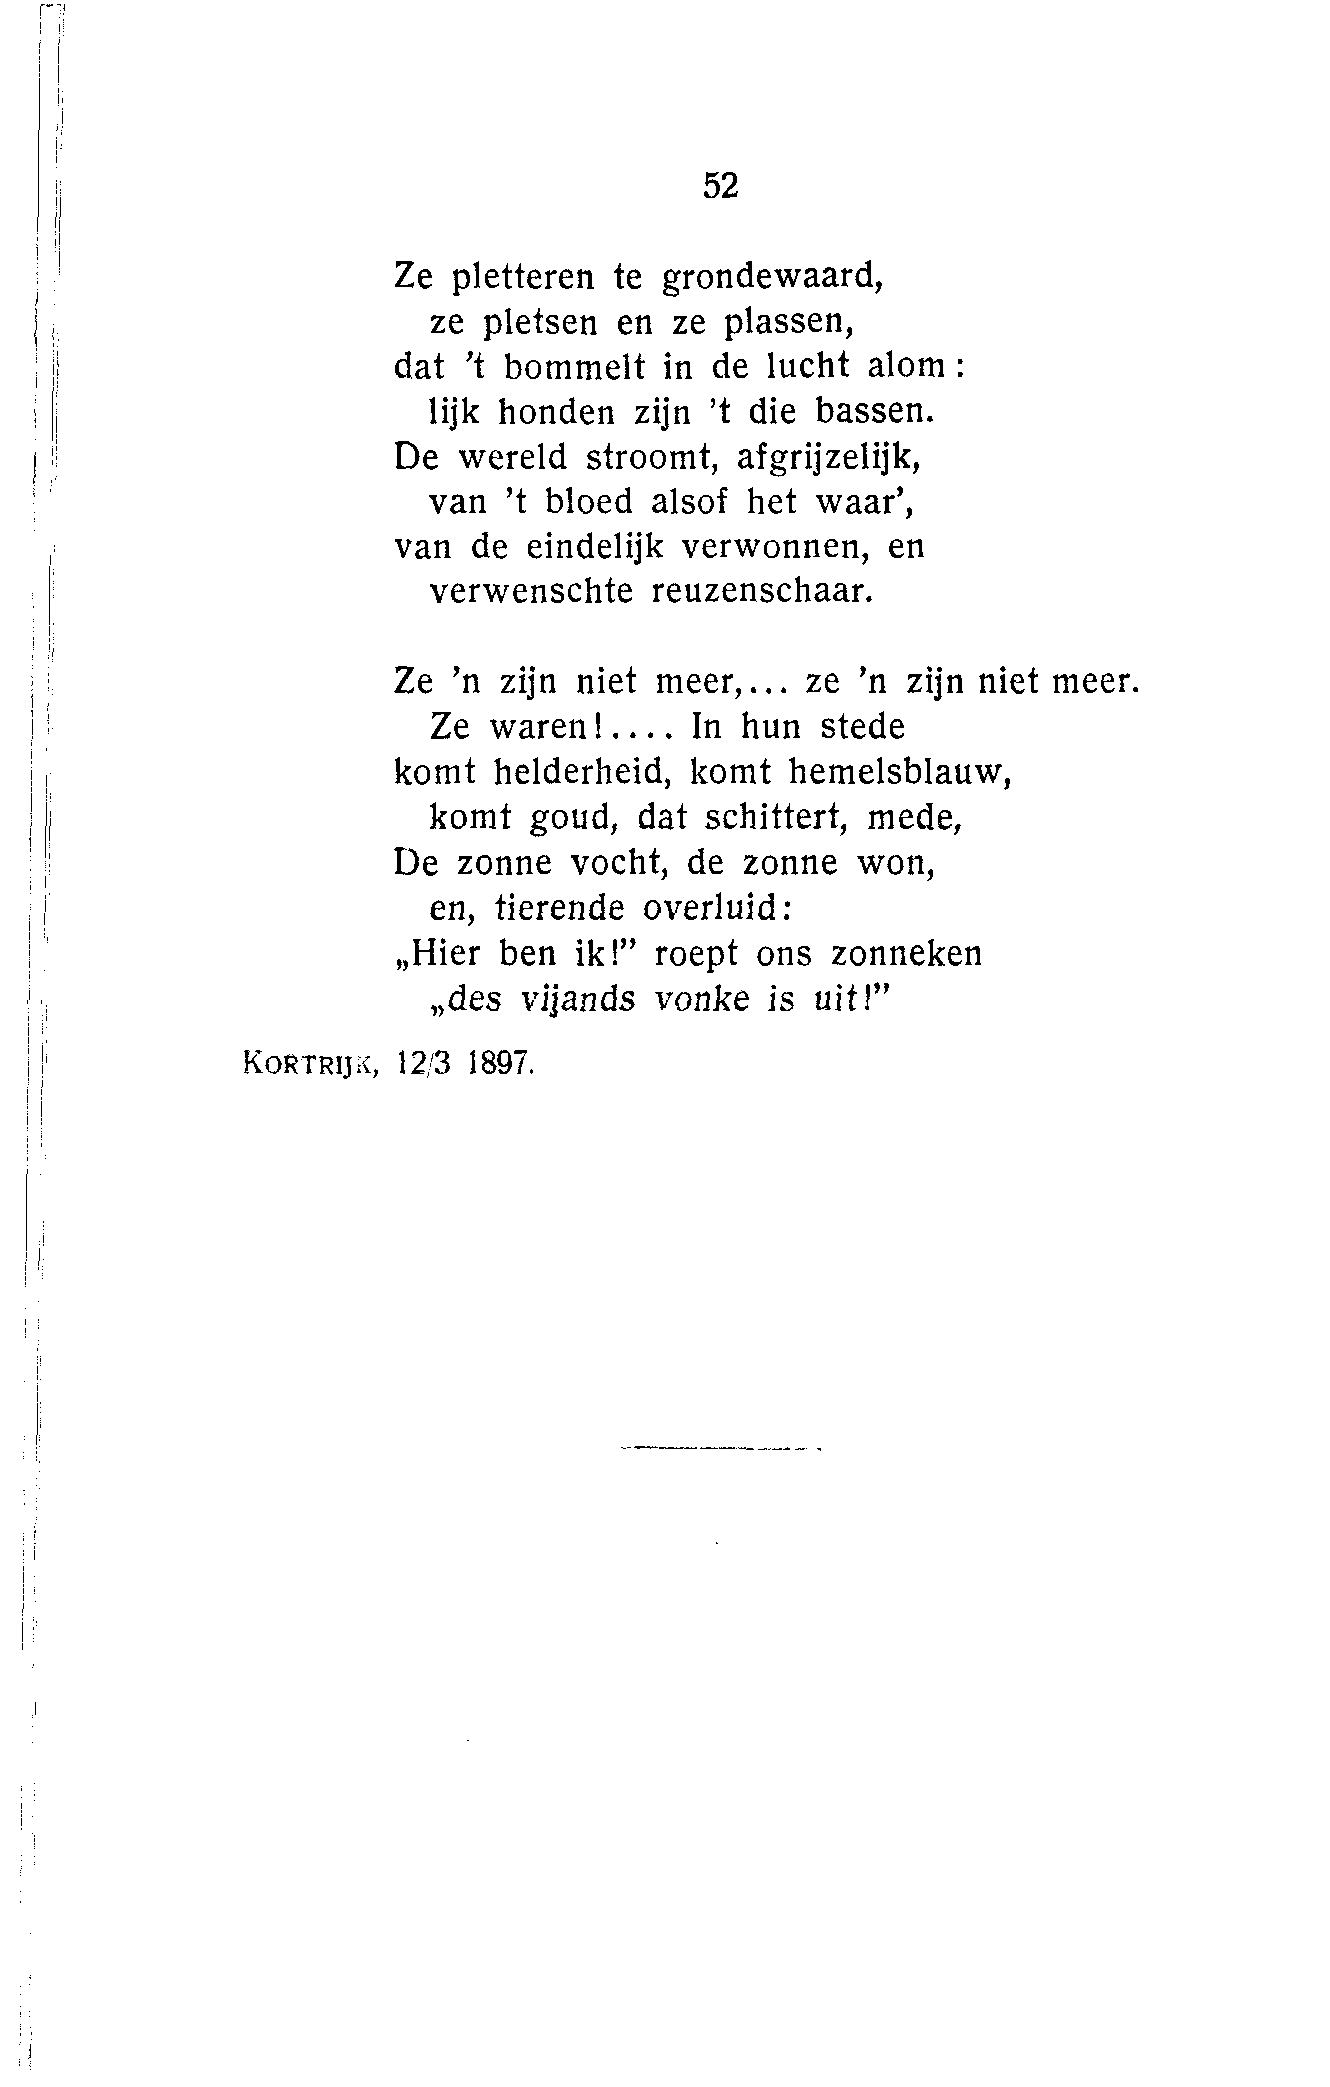 52
Ze pletteren te grondewaard,
ze pletsen en ze plassen,
dat 't bommelt in de lucht alom :
lijk honden zijn 't die bassen.
De wereld stroomt, afgrijzelijk,
van 't bloed alsof het waar',
van de eindelijk verwonnen, en
verwenschte reuzenschaar.
Ze 'n zijn niet meer,... ze 'n zijn niet meer.
Ze waren!.... In hun stede
komt helderheid, komt hemelsblauw,
komt goud, dat schittert, mede,
De zonne vocht, de zonne won,
en, tierende overluid:
„Hier ben ik!” roept ons zonneken
„des vijands vonke is uit!”
KORTRIJK, 12/3 1897.